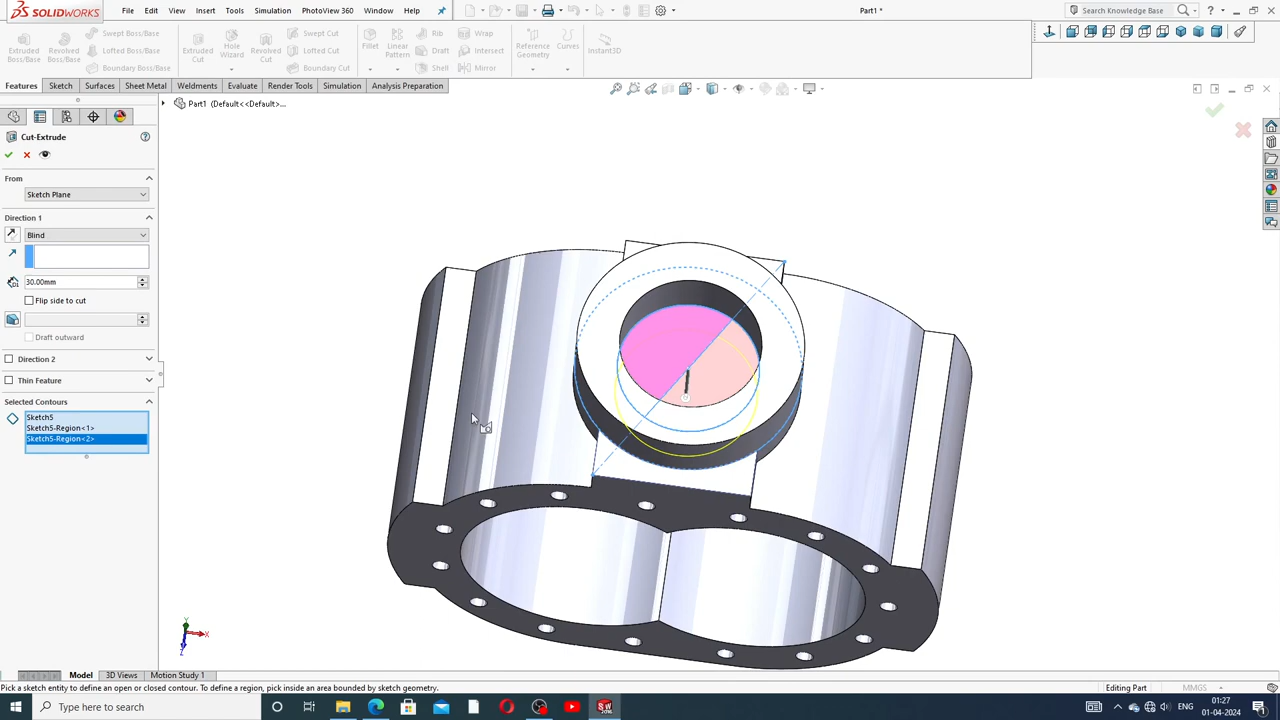 SOLIDWORKS File Edit View Insert Tools Simulation PhotoView 360 Window Help Part1 * Search Knowledge Base ?
Extruded Boss/Base Revolved Boss/Base Swept Boss/Base Lofted Boss/Base Boundary Boss/Base Extruded Cut Hole Wizard Revolved Cut Swept Cut Lofted Cut Boundary Cut Fillet Linear Pattern Rib Draft Shell Wrap Intersect Mirror Reference Geometry Curves Instant3D
Features Sketch Surfaces Sheet Metal Weldments Evaluate Render Tools Simulation Analysis Preparation
Part1 (Default<<Default>...
Cut-Extrude
From
Sketch Plane
Direction 1
Blind
30.00mm
Flip side to cut
Draft outward
Direction 2
Thin Feature
Selected Contours
Sketch5
Sketch5-Region<1>
Sketch5-Region<2>
Y
X
Z
Model 3D Views Motion Study 1
Pick a sketch entity to define an open or closed contour. To define a region, pick inside an area bounded by sketch geometry. Editing Part MMGS
Type here to search ENG 01:27
01-04-2024